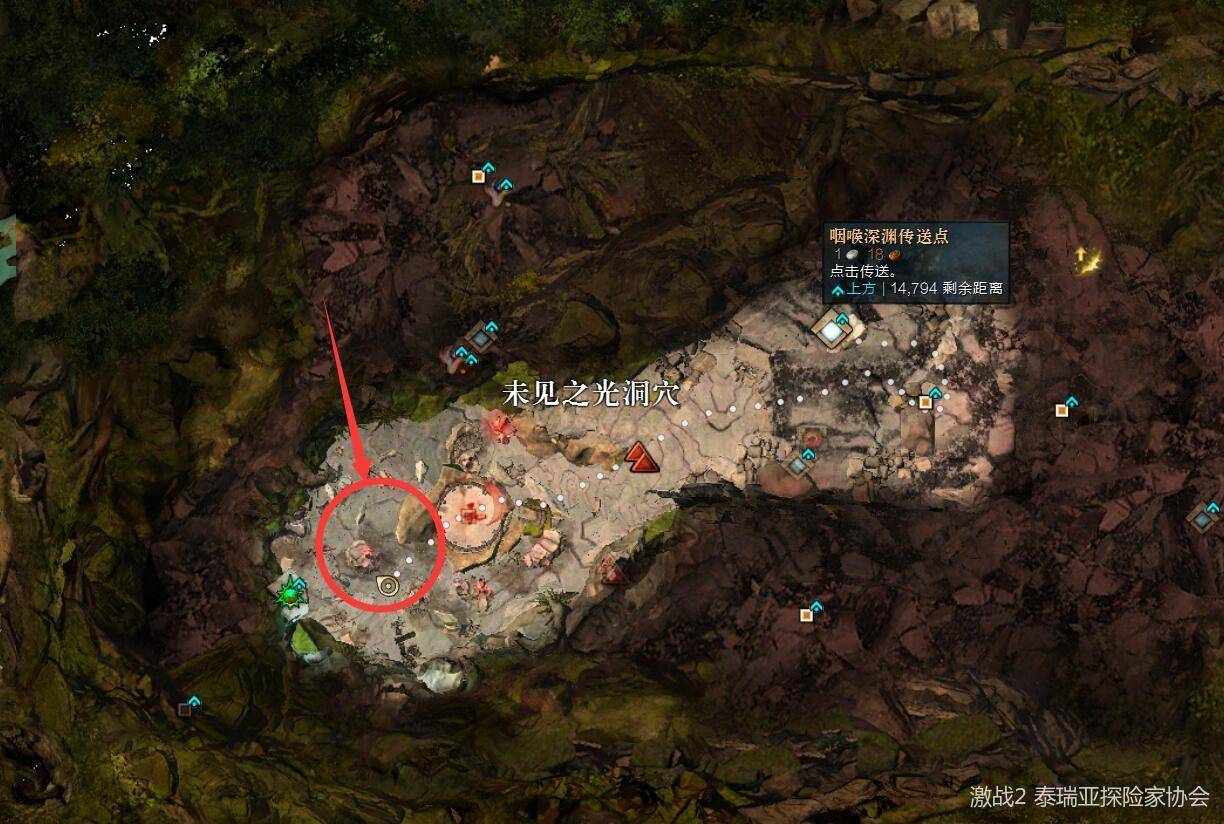 咽喉深渊传送点
1 18
点击传送。
上方 | 14,794 剩余距离
未见之光洞穴
激战2 泰瑞亚探险家协会